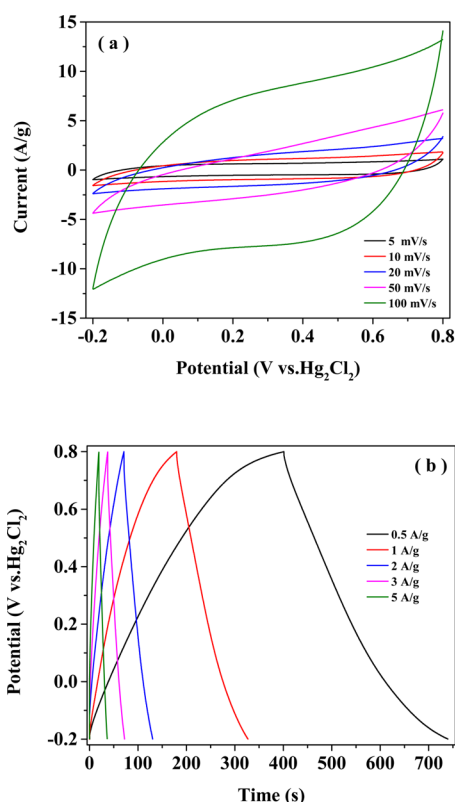 ( a )
Current (A/g)
15
10
5
0
-5
-10
-15
5 mV/s
10 mV/s
20 mV/s
50 mV/s
100 mV/s
-0.2 0.0 0.2 0.4 0.6 0.8
Potential (V vs.Hg₂Cl₂)
( b )
Potential (V vs.Hg₂Cl₂)
0.8
0.6
0.4
0.2
0.0
-0.2
0.5 A/g
1 A/g
2 A/g
3 A/g
5 A/g
0 100 200 300 400 500 600 700
Time (s)